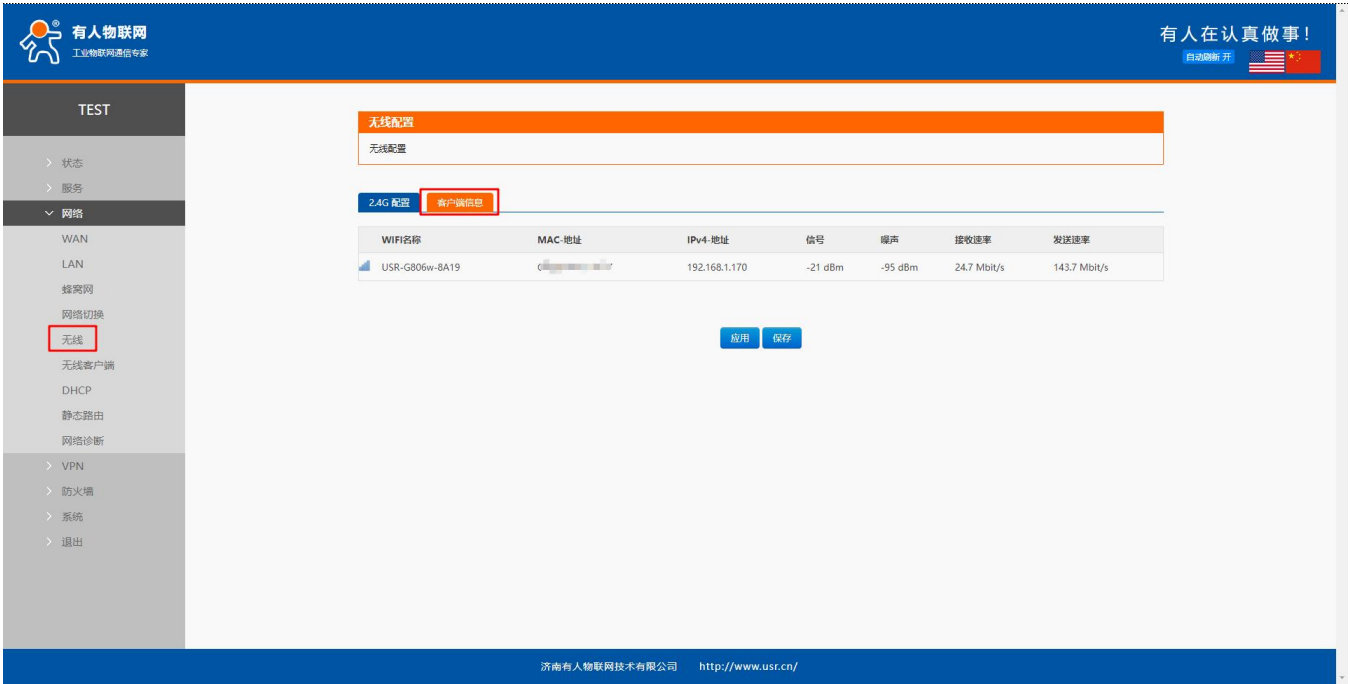 有人物联网
工业物联网通信专家
有人在认真做事！
自动刷新 开
TEST
状态
服务
网络
WAN
LAN
蜂窝网
网络切换
无线
无线客户端
DHCP
静态路由
网络诊断
VPN
防火墙
系统
退出
无线配置
无线配置
2.4G 配置 客户端信息
WIFI名称 MAC-地址 IPv4-地址 信号 噪声 接收速率 发送速率
USR-G806w-8A19 192.168.1.170 -21 dBm -95 dBm 24.7 Mbit/s 143.7 Mbit/s
应用 保存
济南有人物联网技术有限公司 http://www.usr.cn/